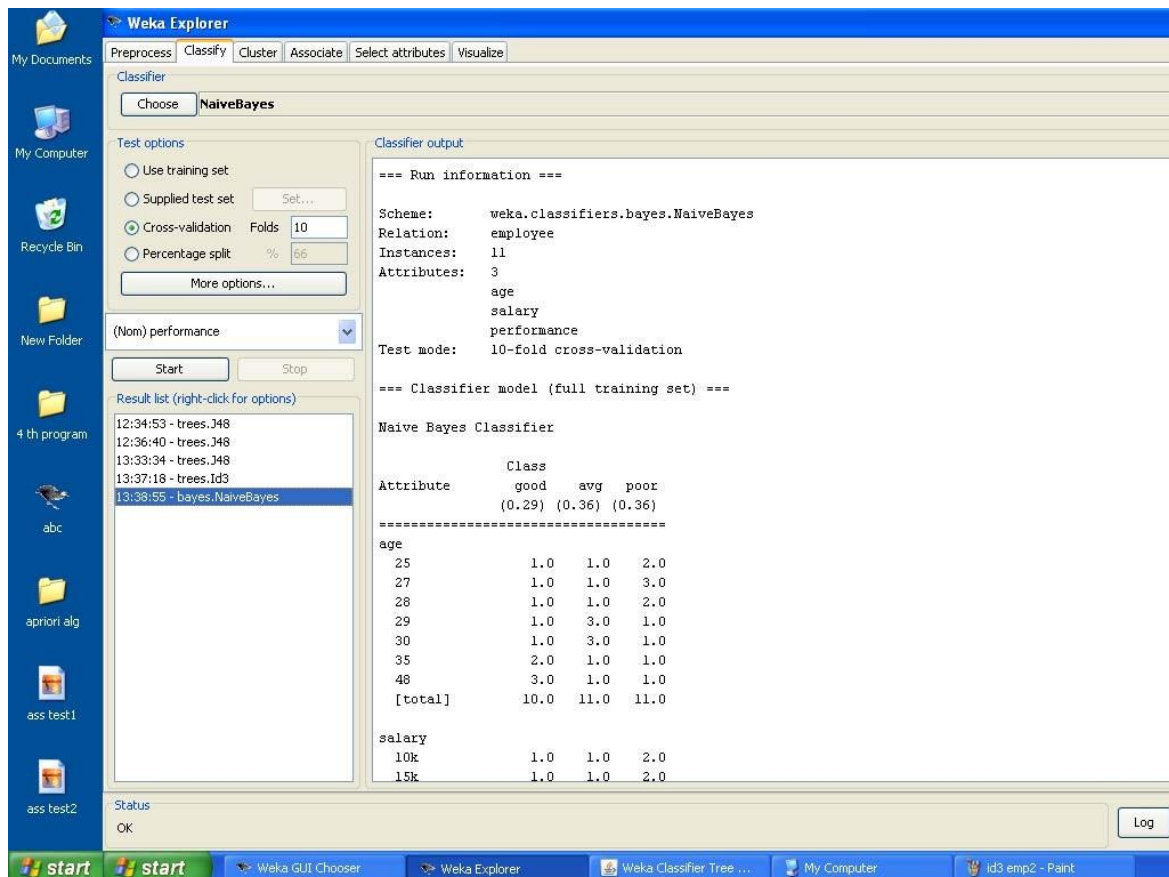 My Documents
My Computer
Recycle Bin
New Folder
4 th program
abc
apriori alg
ass test1
ass test2
Weka Explorer
Preprocess Classify Cluster Associate Select attributes Visualize
Classifier
Choose NaiveBayes
Test options
Use training set
Supplied test set Set...
Cross-validation Folds 10
Percentage split % 66
More options...
(Nom) performance
Start Stop
Result list (right-click for options)
12:34:53 - trees.J48
12:36:40 - trees.J48
13:33:34 - trees.J48
13:37:18 - trees.Id3
13:38:55 - bayes.NaiveBayes
Classifier output
=== Run information ===
Scheme: weka.classifiers.bayes.NaiveBayes
Relation: employee
Instances: 11
Attributes: 3
age
salary
performance
Test mode: 10-fold cross-validation
=== Classifier model (full training set) ===
Naive Bayes Classifier
Class
Attribute good avg poor
(0.29) (0.36) (0.36)
====================================
age
25 1.0 1.0 2.0
27 1.0 1.0 3.0
28 1.0 1.0 2.0
29 1.0 3.0 1.0
30 1.0 3.0 1.0
35 2.0 1.0 1.0
48 3.0 1.0 1.0
[total] 10.0 11.0 11.0
salary
10k 1.0 1.0 2.0
15k 1.0 1.0 2.0
Status
OK
Log
start start Weka GUI Chooser Weka Explorer Weka Classifier Tree ... My Computer id3 emp2 - Paint